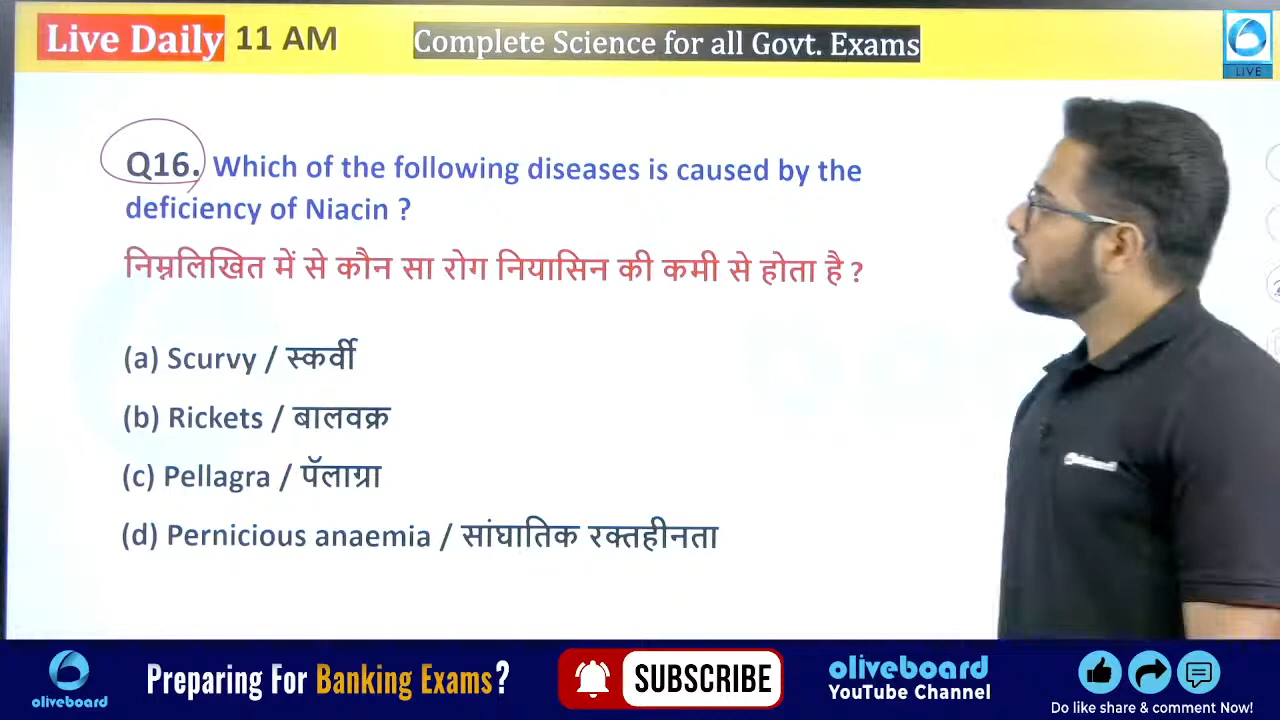 Live Daily 11 AM
Complete Science for all Govt. Exams
LIVE
Q16. Which of the following diseases is caused by the
deficiency of Niacin ?
निम्नलिखित में से कौन सा रोग नियासिन की कमी से होता है ?
(a) Scurvy / स्कर्वी
(b) Rickets / बालवक्र
(c) Pellagra / पॅलाग्रा
(d) Pernicious anaemia / सांघातिक रक्तहीनता
oliveboard
Preparing For Banking Exams?
SUBSCRIBE
oliveboard
YouTube Channel
Do like share & comment Now!